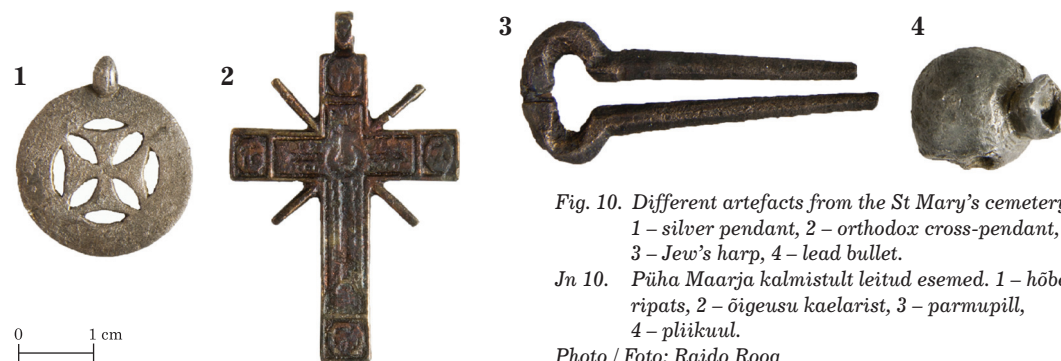 1
2
3
4
Fig. 10. Different artefacts from the St Mary's cemetery
1 – silver pendant, 2 – orthodox cross-pendant,
3 – Jew's harp, 4 – lead bullet.
Jn 10. Püha Maarja kalmistult leitud esemed. 1 –
ripats, 2 – õigeusu kaelarist, 3 – parmupill,
4 – pliikuul.
Photo / Foto: Raido Roog
0 1 cm